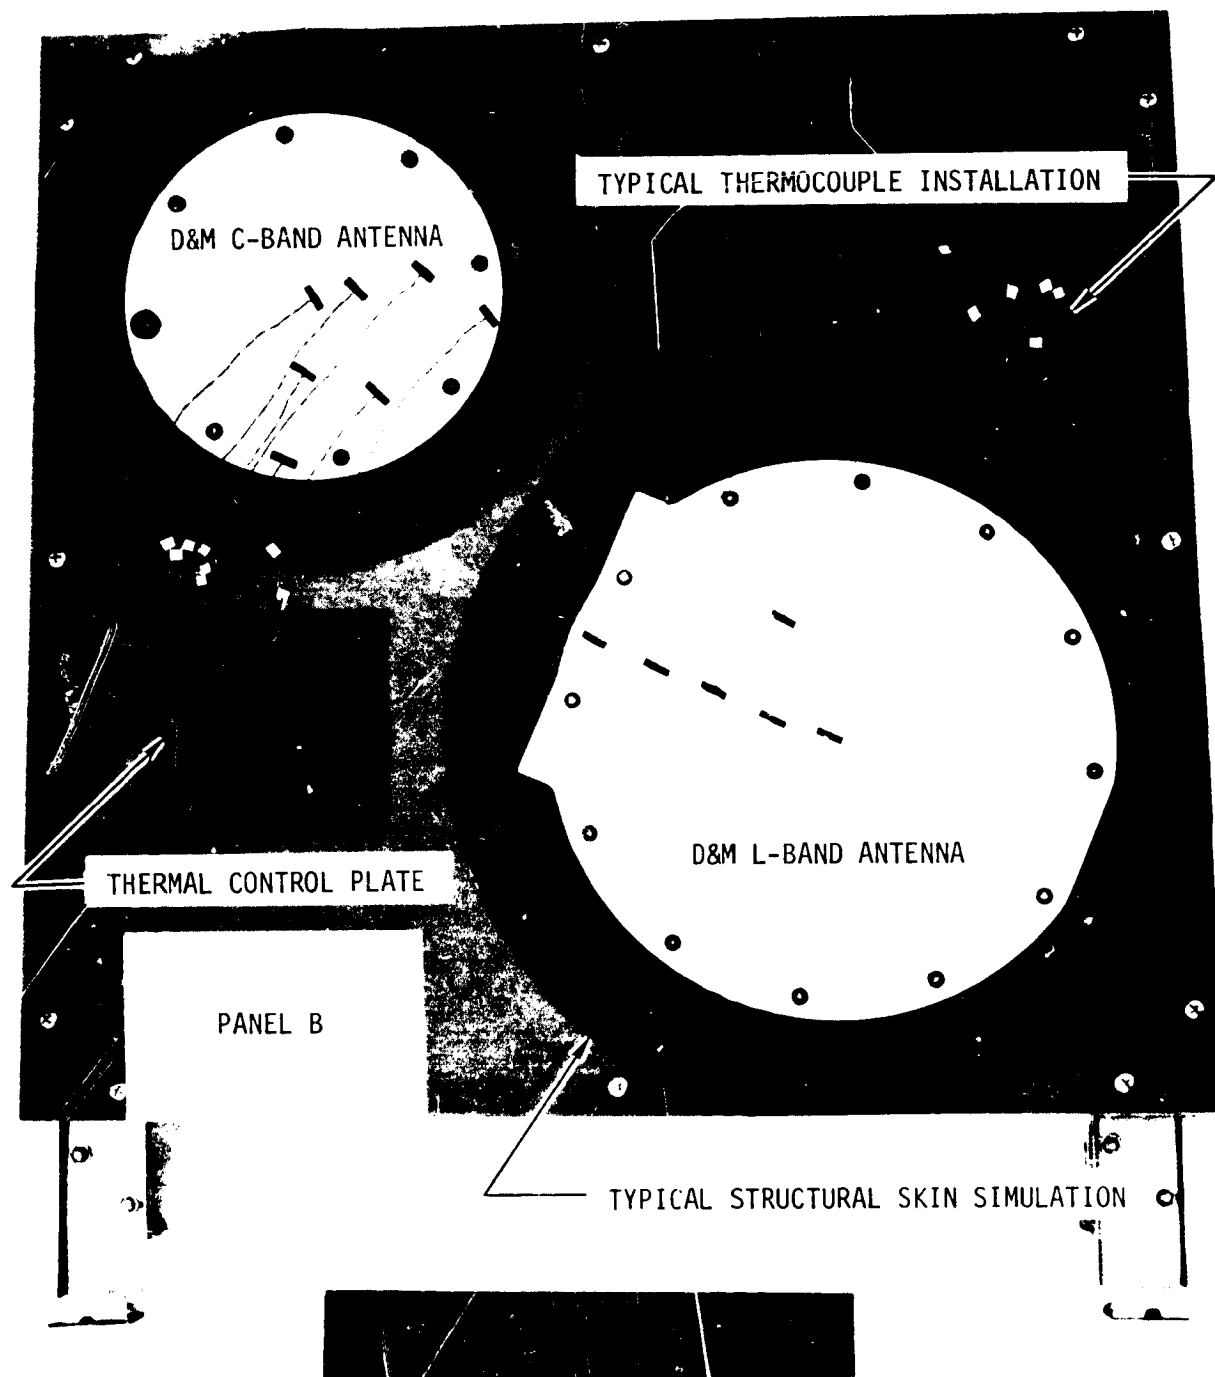 TYPICAL THERMOCOUPLE INSTALLATION
D&M C-BAND ANTENNA
D&M L-BAND ANTENNA
THERMAL CONTROL PLATE
PANEL B
TYPICAL STRUCTURAL SKIN SIMULATION